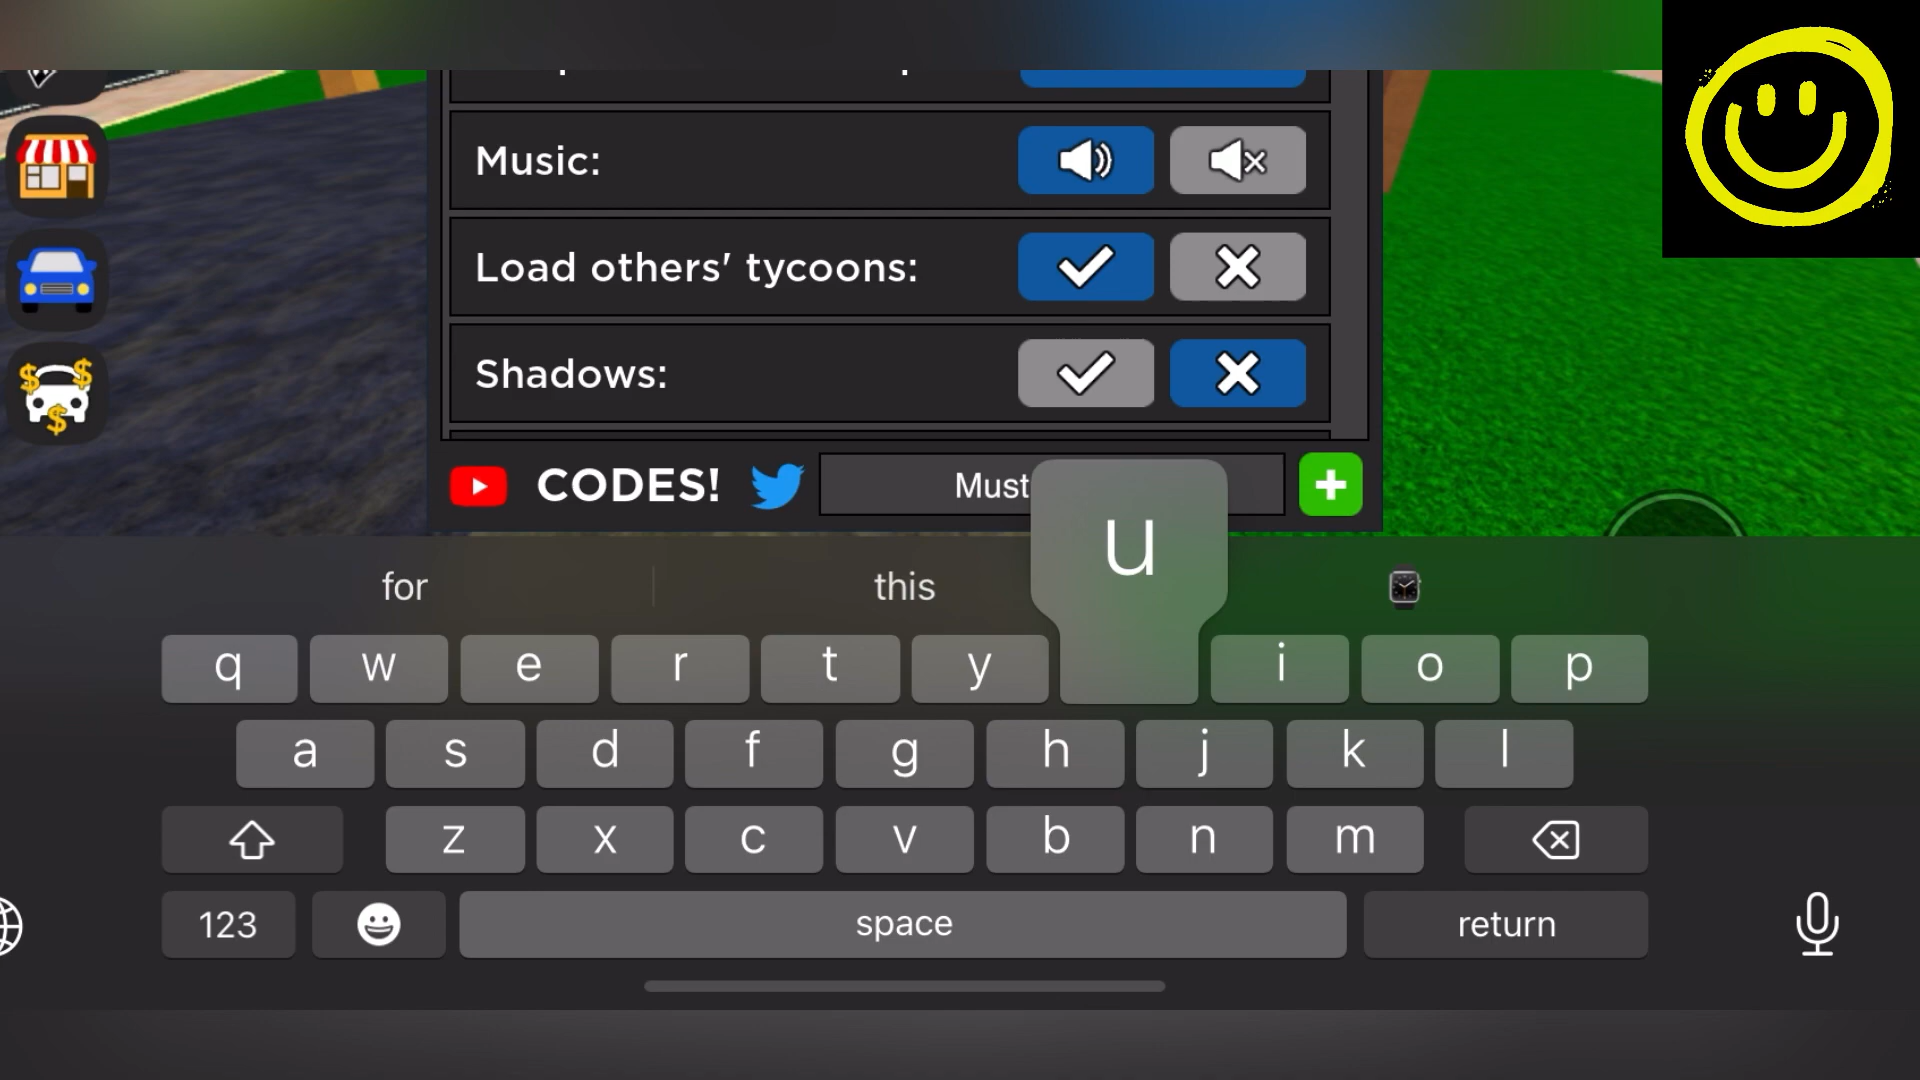 Music:
Load others' tycoons:
Shadows:
CODES!
Must
u
for
this
q w e r t y i o p
a s d f g h j k l
z x c v b n m
123
space
return